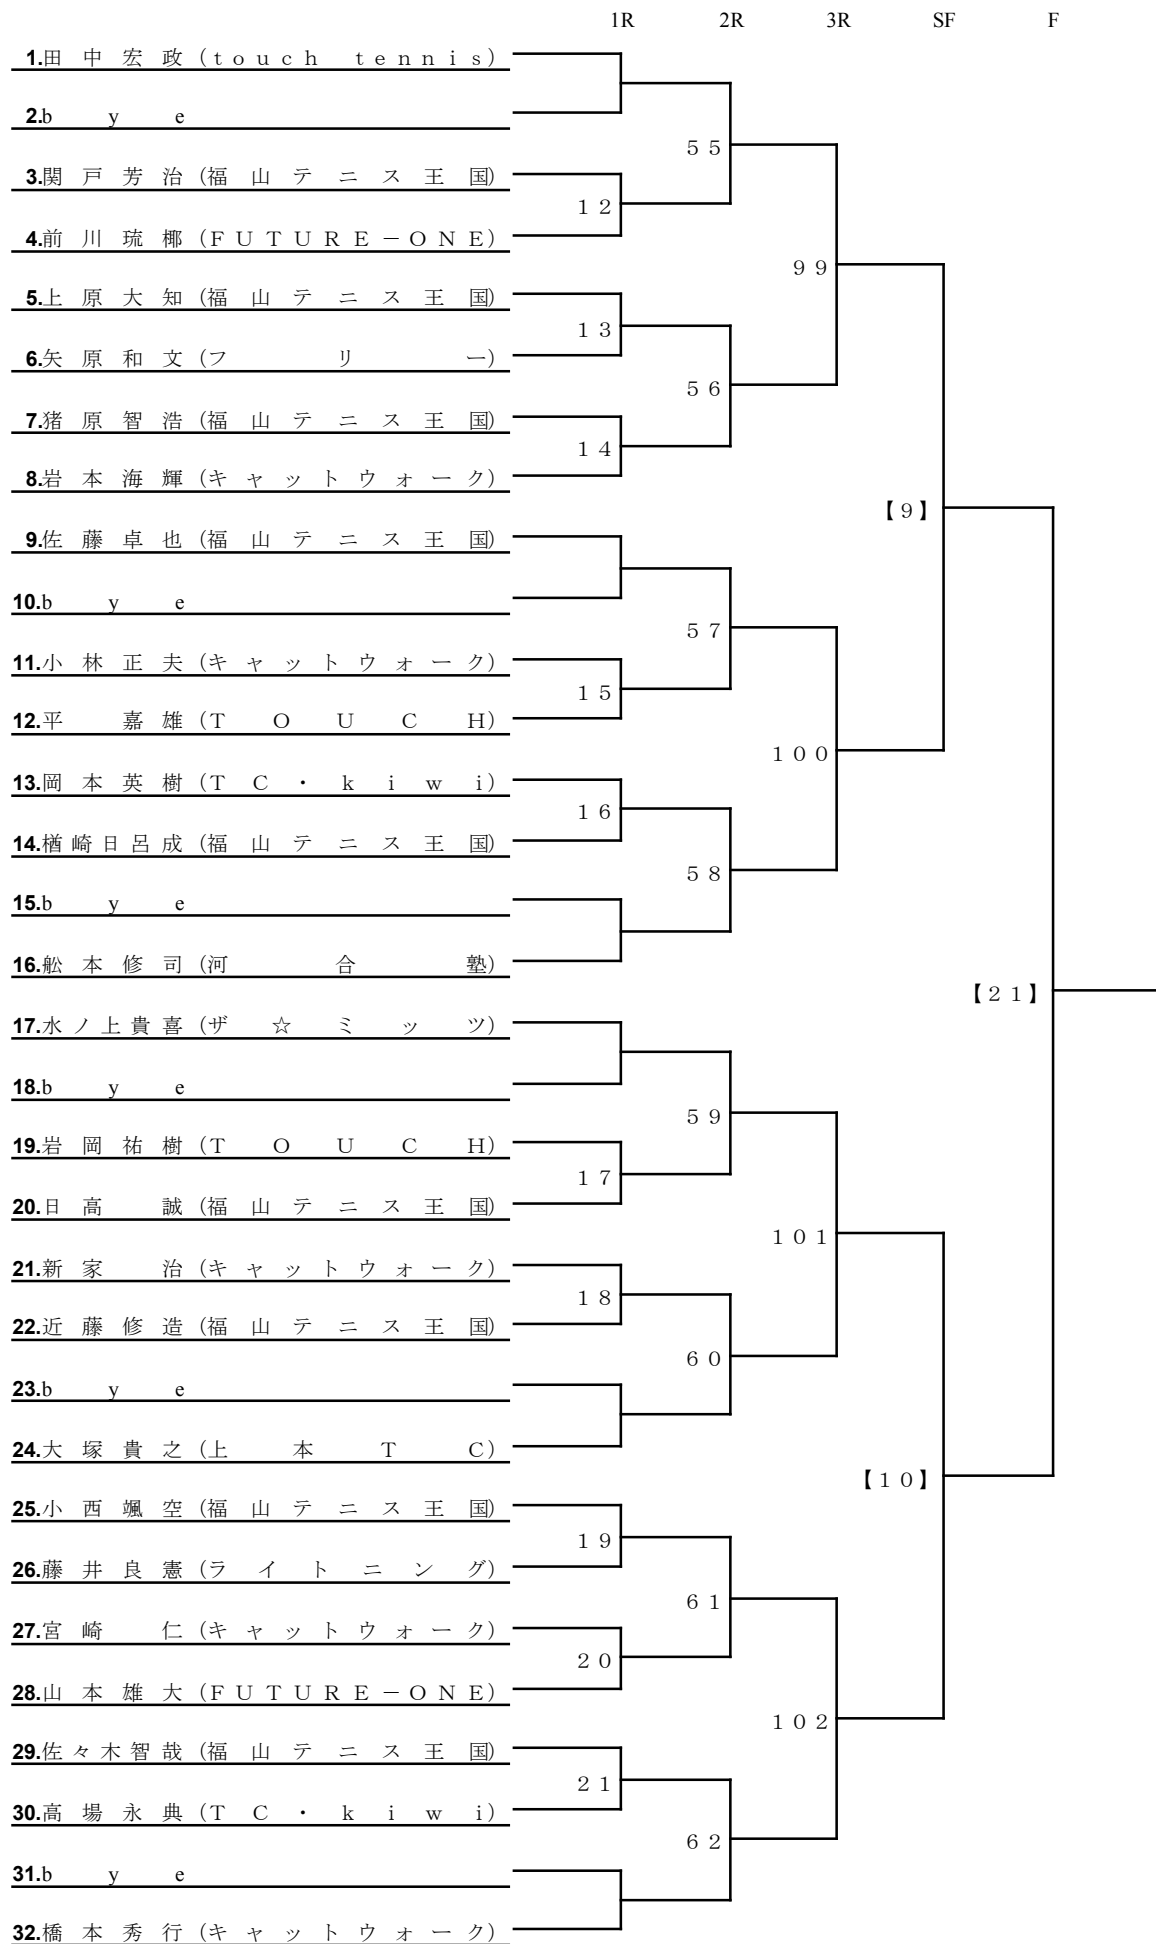 1R 2R 3R SF F
1.田中宏政(touch tennis)
2.bye
55
3.関戸芳治(福山テニス王国)
12
4.前川琉椰(FUTURE－ONE)
99
5.上原大知(福山テニス王国)
13
6.矢原和文(フリー)
56
7.猪原智浩(福山テニス王国)
14
8.岩本海輝(キャットウォーク)
【9】
9.佐藤卓也(福山テニス王国)
10.bye
57
11.小林正夫(キャットウォーク)
15
12.平 嘉雄(TOUCH)
100
13.岡本英樹(TC・kiwi)
16
14.楢崎日呂成(福山テニス王国)
58
15.bye
16.舩本修司(河合塾)
【21】
17.水ノ上貴喜(ザ☆ミッツ)
18.bye
59
19.岩岡祐樹(TOUCH)
17
20.日高 誠(福山テニス王国)
101
21.新家 治(キャットウォーク)
18
22.近藤修造(福山テニス王国)
60
23.bye
24.大塚貴之(上本TC)
【10】
25.小西颯空(福山テニス王国)
19
26.藤井良憲(ライトニング)
61
27.宮崎 仁(キャットウォーク)
20
28.山本雄大(FUTURE－ONE)
102
29.佐々木智哉(福山テニス王国)
21
30.高場永典(TC・kiwi)
62
31.bye
32.橋本秀行(キャットウォーク)